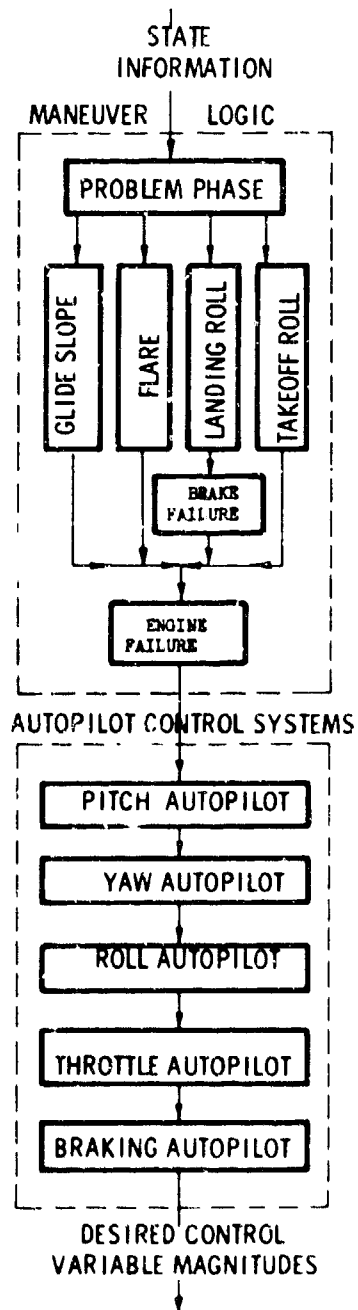 STATE
INFORMATION
MANEUVER LOGIC
PROBLEM PHASE
GLIDE SLOPE
FLARE
LANDING ROLL
TAKEOFF ROLL
BRAKE
FAILURE
ENGINE
FAILURE
AUTOPILOT CONTROL SYSTEMS
PITCH AUTOPILOT
YAW AUTOPILOT
ROLL AUTOPILOT
THROTTLE AUTOPILOT
BRAKING AUTOPILOT
DESIRED CONTROL
VARIABLE MAGNITUDES